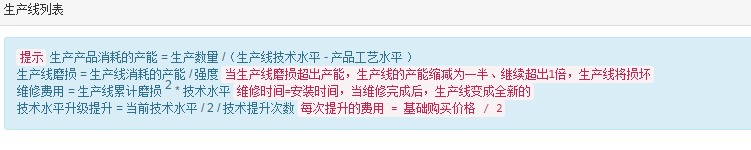 生产线列表
提示 生产产品消耗的产能 = 生产数量 / ( 生产线技术水平 - 产品工艺水平 )
生产线磨损 = 生产线消耗的产能 / 强度 当生产线磨损超出产能，生产线的产能缩减为一半、继续超出1倍，生产线将损坏
维修费用 = 生产线累计磨损 2 * 技术水平 维修时间=安装时间，当维修完成后，生产线变成全新的
技术水平升级提升 = 当前技术水平 / 2 / 技术提升次数 每次提升的费用 = 基础购买价格 / 2